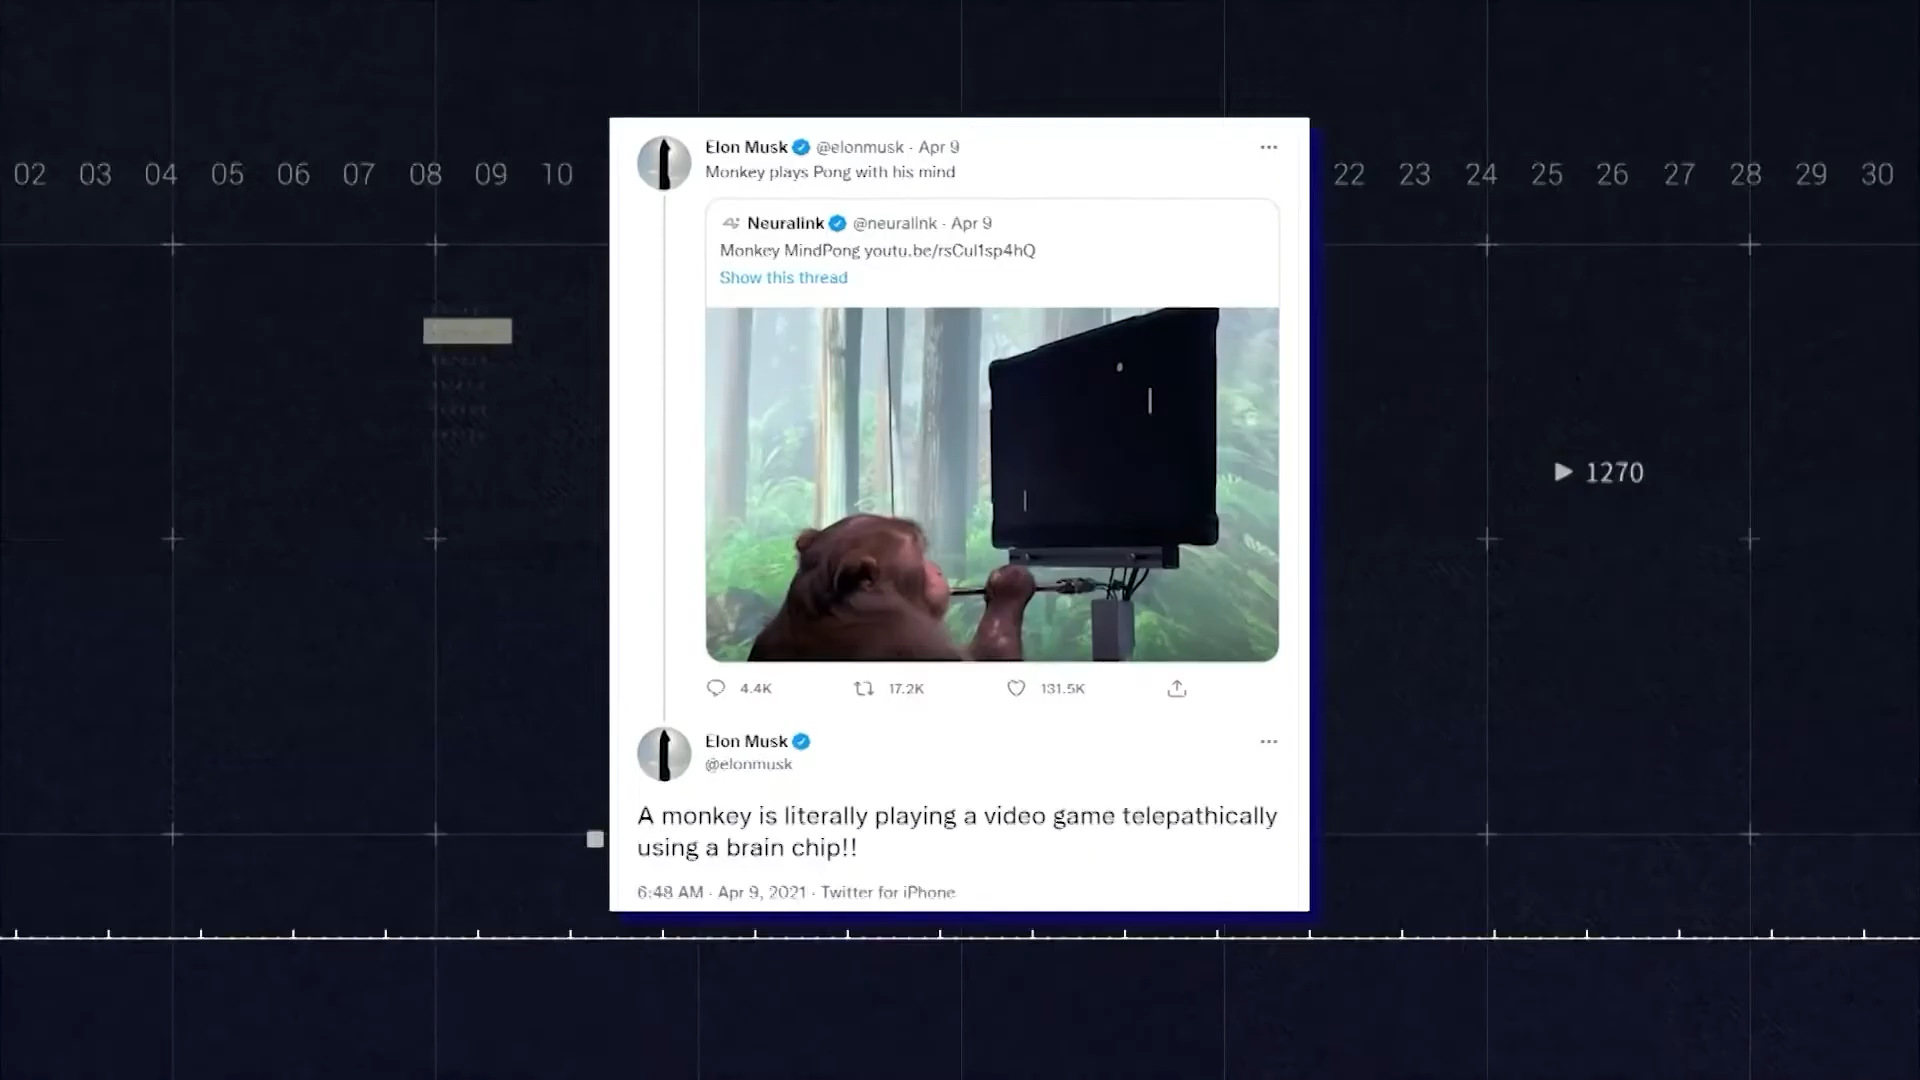 02 03 04 05 06 07 08 09 10 22 23 24 25 26 27 28 29 30
Elon Musk @elonmusk · Apr 9
Monkey plays Pong with his mind
Neuralink @neuralink · Apr 9
Monkey MindPong youtu.be/rsCul1sp4hQ
Show this thread
1270
4.4K 17.2K 131.5K
Elon Musk
@elonmusk
A monkey is literally playing a video game telepathically
using a brain chip!!
6:48 AM · Apr 9, 2021 · Twitter for iPhone